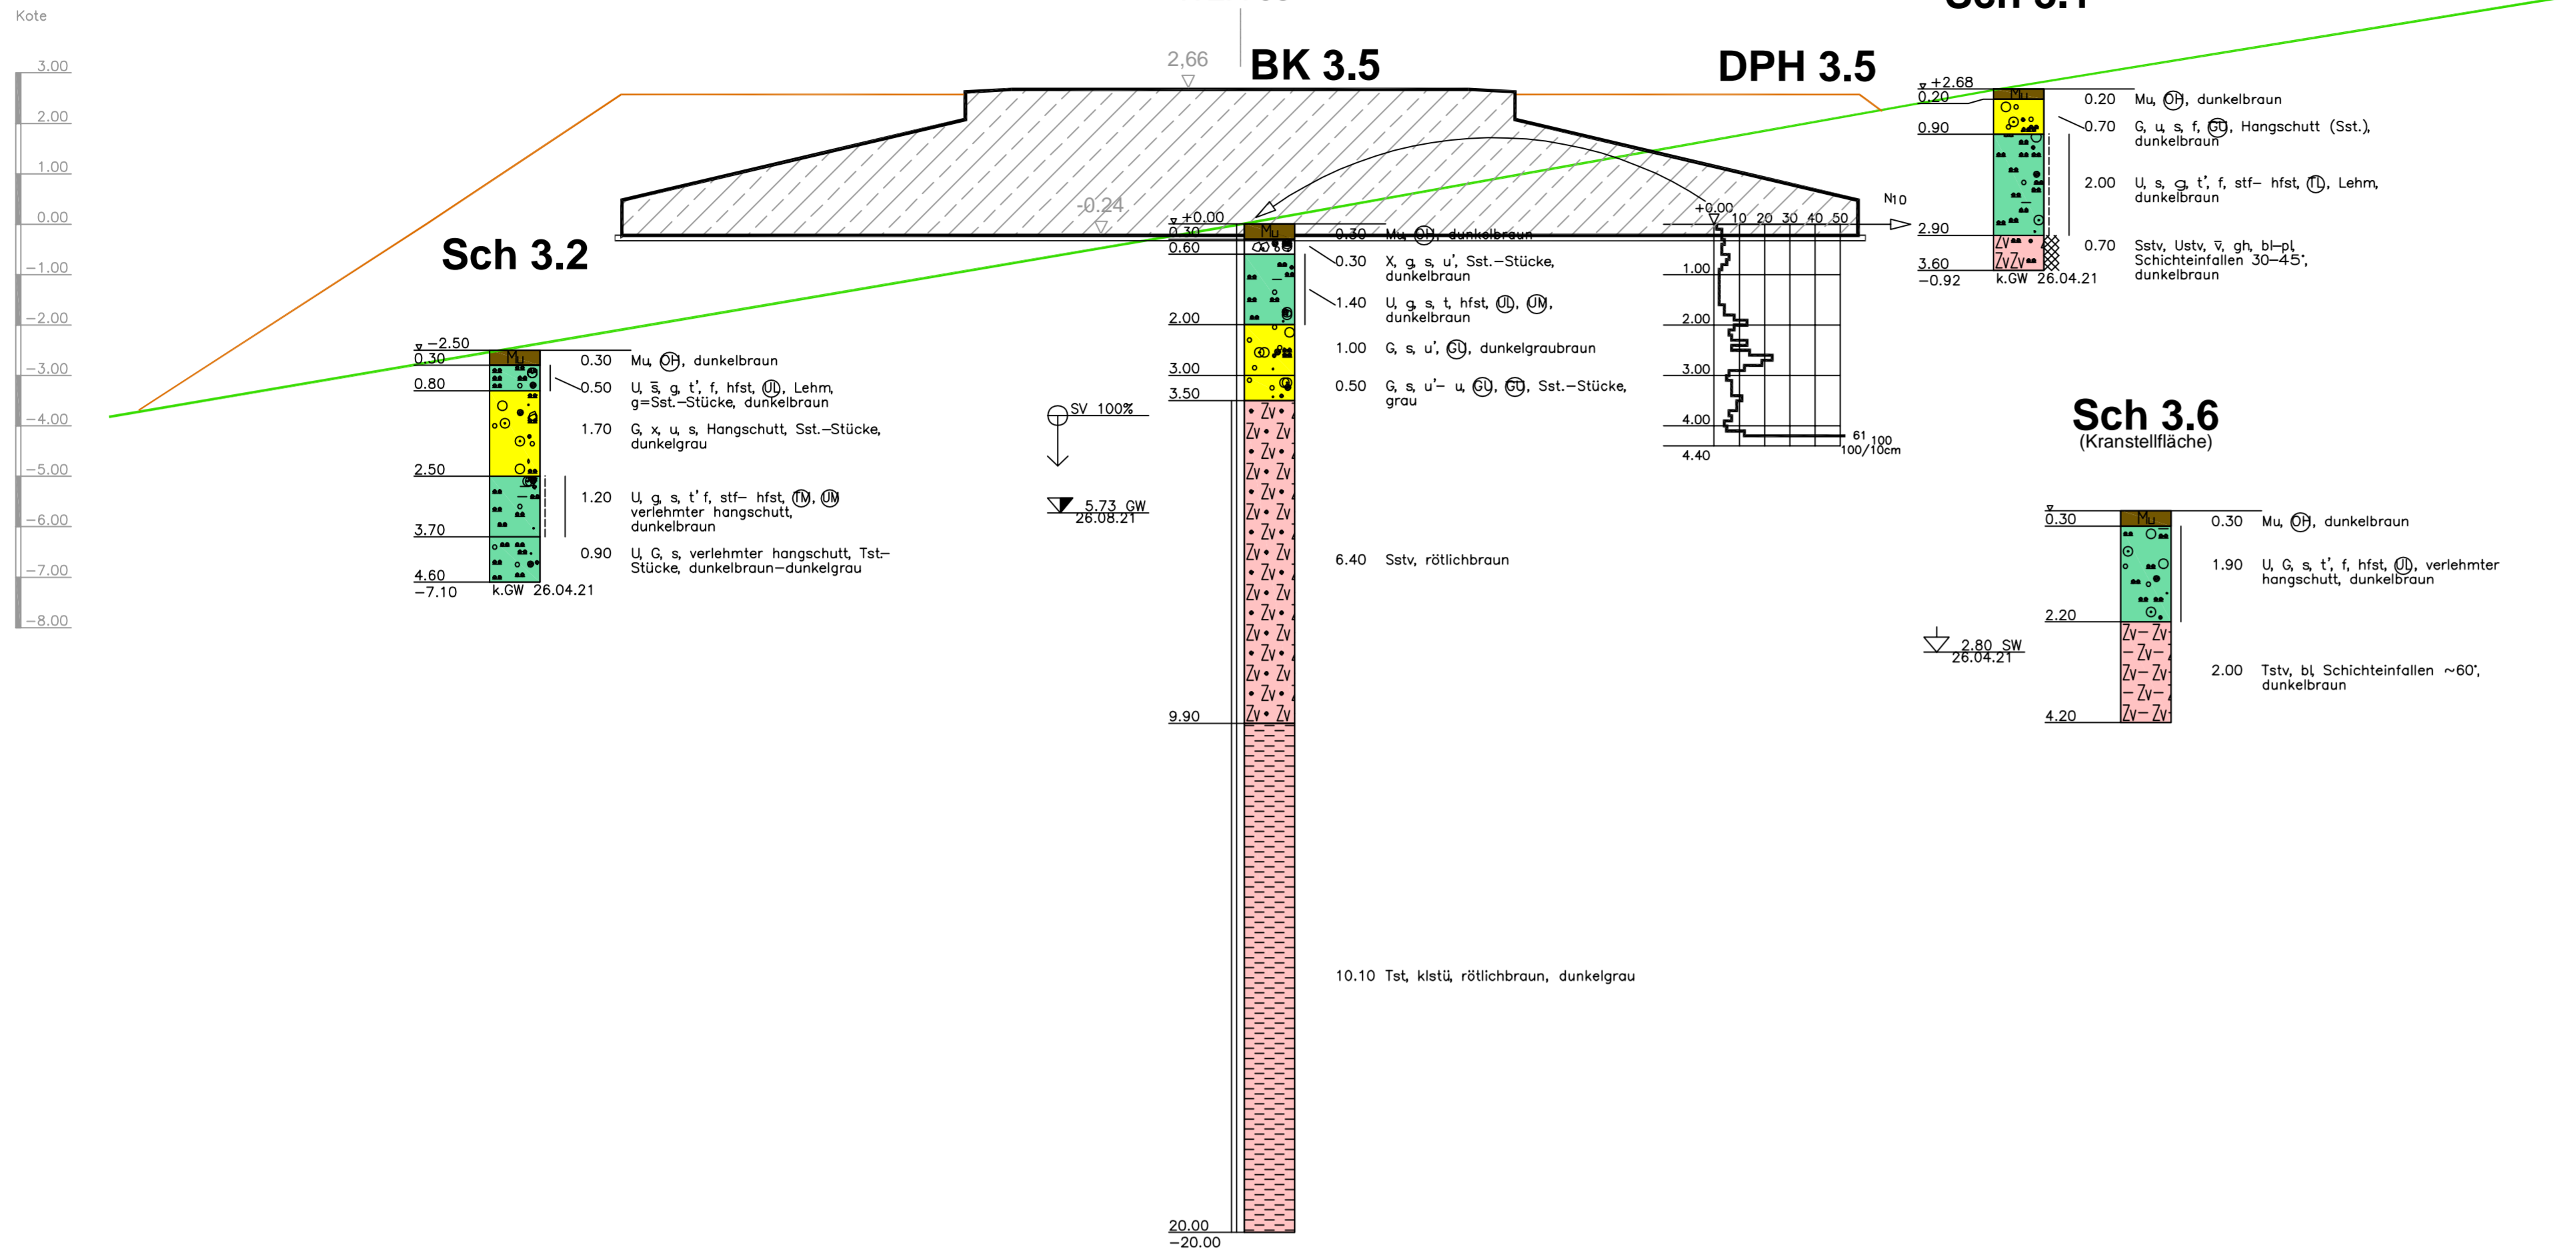 Kote
3.00
2.00
1.00
0.00
−1.00
−2.00
−3.00
−4.00
−5.00
−6.00
−7.00
−8.00
2,66
-0.24
Sch 3.2
−2.50
0.30
0.80
2.50
3.70
4.60
−7.10
Mu
k.GW 26.04.21
0.30 Mu, OH, dunkelbraun
0.50 U, s̅, g, t', f, hfst, UL, Lehm,
g=Sst.−Stücke, dunkelbraun
1.70 G, x, u, s, Hangschutt, Sst.−Stücke,
dunkelgrau
1.20 U, g, s, t' f, stf− hfst, TM, UM
verlehmter hangschutt,
dunkelbraun
0.90 U, G, s, verlehmter hangschutt, Tst−
Stücke, dunkelbraun−dunkelgrau
BK 3.5
+0.00
0.30
0.60
2.00
3.00
3.50
9.90
20.00
−20.00
Mu
SV 100%
5.73 GW
26.08.21
0.30 Mu, OH, dunkelbraun
0.30 X, g, s, u', Sst.−Stücke,
dunkelbraun
1.40 U, g, s, t, hfst, UL, UM,
dunkelbraun
1.00 G, s, u', GU, dunkelgraubraun
0.50 G, s, u'− u, GU, G̅U̅, Sst.−Stücke,
grau
6.40 Sstv, rötlichbraun
10.10 Tst, klstü, rötlichbraun, dunkelgrau
DPH 3.5
+0.00
10 20 30 40 50
N10
1.00
2.00
3.00
4.00
4.40
61
100
100/10cm
+2.68
0.20
0.90
2.90
3.60
−0.92
Mu
k.GW 26.04.21
0.20 Mu, OH, dunkelbraun
0.70 G, u, s, f, G̅U̅, Hangschutt (Sst.),
dunkelbraun
2.00 U, s, g, t', f, stf− hfst, TL, Lehm,
dunkelbraun
0.70 Sstv, Ustv, v̅, gh, bl−pl,
Schichteinfallen 30−45°,
dunkelbraun
Sch 3.6
(Kranstellfläche)
0.30
2.20
4.20
Mu
2.80 SW
26.04.21
0.30 Mu, OH, dunkelbraun
1.90 U, G, s, t', f, hfst, UL, verlehmter
hangschutt, dunkelbraun
2.00 Tstv, bl, Schichteinfallen ~60°,
dunkelbraun